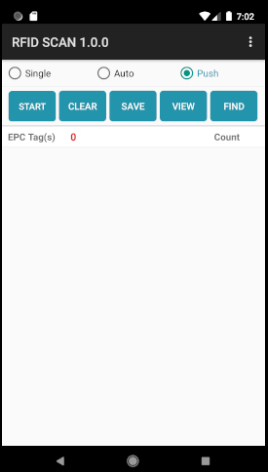 7:02
RFID SCAN 1.0.0
Single Auto Push
START CLEAR SAVE VIEW FIND
EPC Tag(s) 0 Count